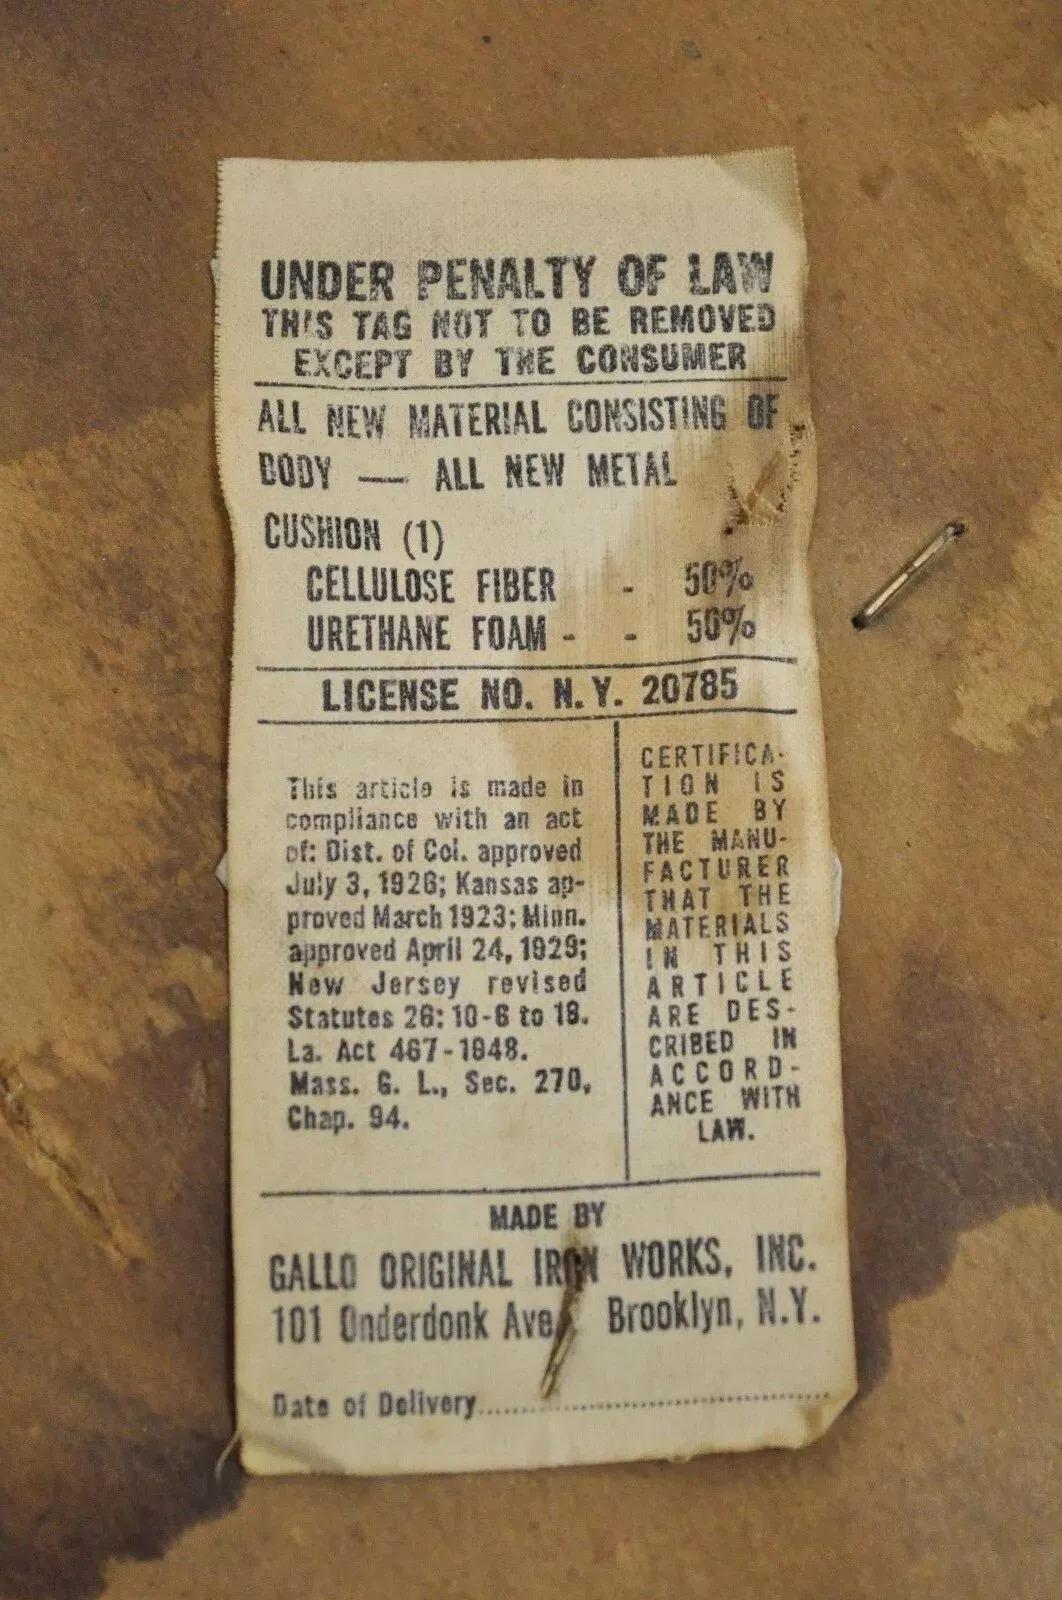 UNDER PENALTY OF LAW
THIS TAG NOT TO BE REMOVED
EXCEPT BY THE CONSUMER
ALL NEW MATERIAL CONSISTING OF
BODY — ALL NEW METAL
CUSHION (1)
CELLULOSE FIBER - 50%
URETHANE FOAM - - 50%
LICENSE NO. N.Y. 20785
This article is made in
compliance with an act
of: Dist. of Col. approved
July 3, 1926; Kansas ap-
proved March 1923; Minn.
approved April 24, 1929;
New Jersey revised
Statutes 26: 10-6 to 18.
La. Act 467-1948.
Mass. G. L., Sec. 270,
Chap. 94.
CERTIFICA-
TION IS
MADE BY
THE MANU-
FACTURER
THAT THE
MATERIALS
IN THIS
ARTICLE
ARE DES-
CRIBED IN
ACCORD-
ANCE WITH
LAW.
MADE BY
GALLO ORIGINAL IRON WORKS, INC.
101 Onderdonk Ave. Brooklyn, N.Y.
Date of Delivery..............................